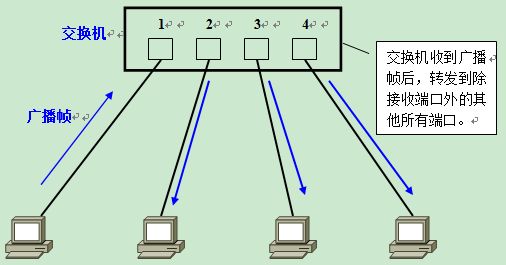 1 2 3 4
交换机
交换机收到广播
帧后，转发到除
接收端口外的其
他所有端口。
广播帧